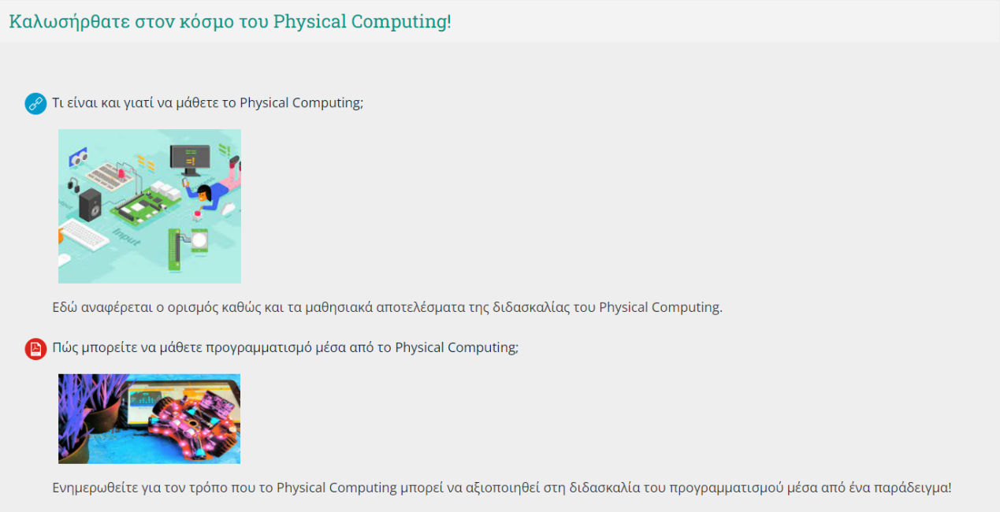 Καλωσήρθατε στον κόσμο του Physical Computing!
Τι είναι και γιατί να μάθετε το Physical Computing;
Input
Εδώ αναφέρεται ο ορισμός καθώς και τα μαθησιακά αποτελέσματα της διδασκαλίας του Physical Computing.
Πώς μπορείτε να μάθετε προγραμματισμό μέσα από το Physical Computing;
Ενημερωθείτε για τον τρόπο που το Physical Computing μπορεί να αξιοποιηθεί στη διδασκαλία του προγραμματισμού μέσα από ένα παράδειγμα!